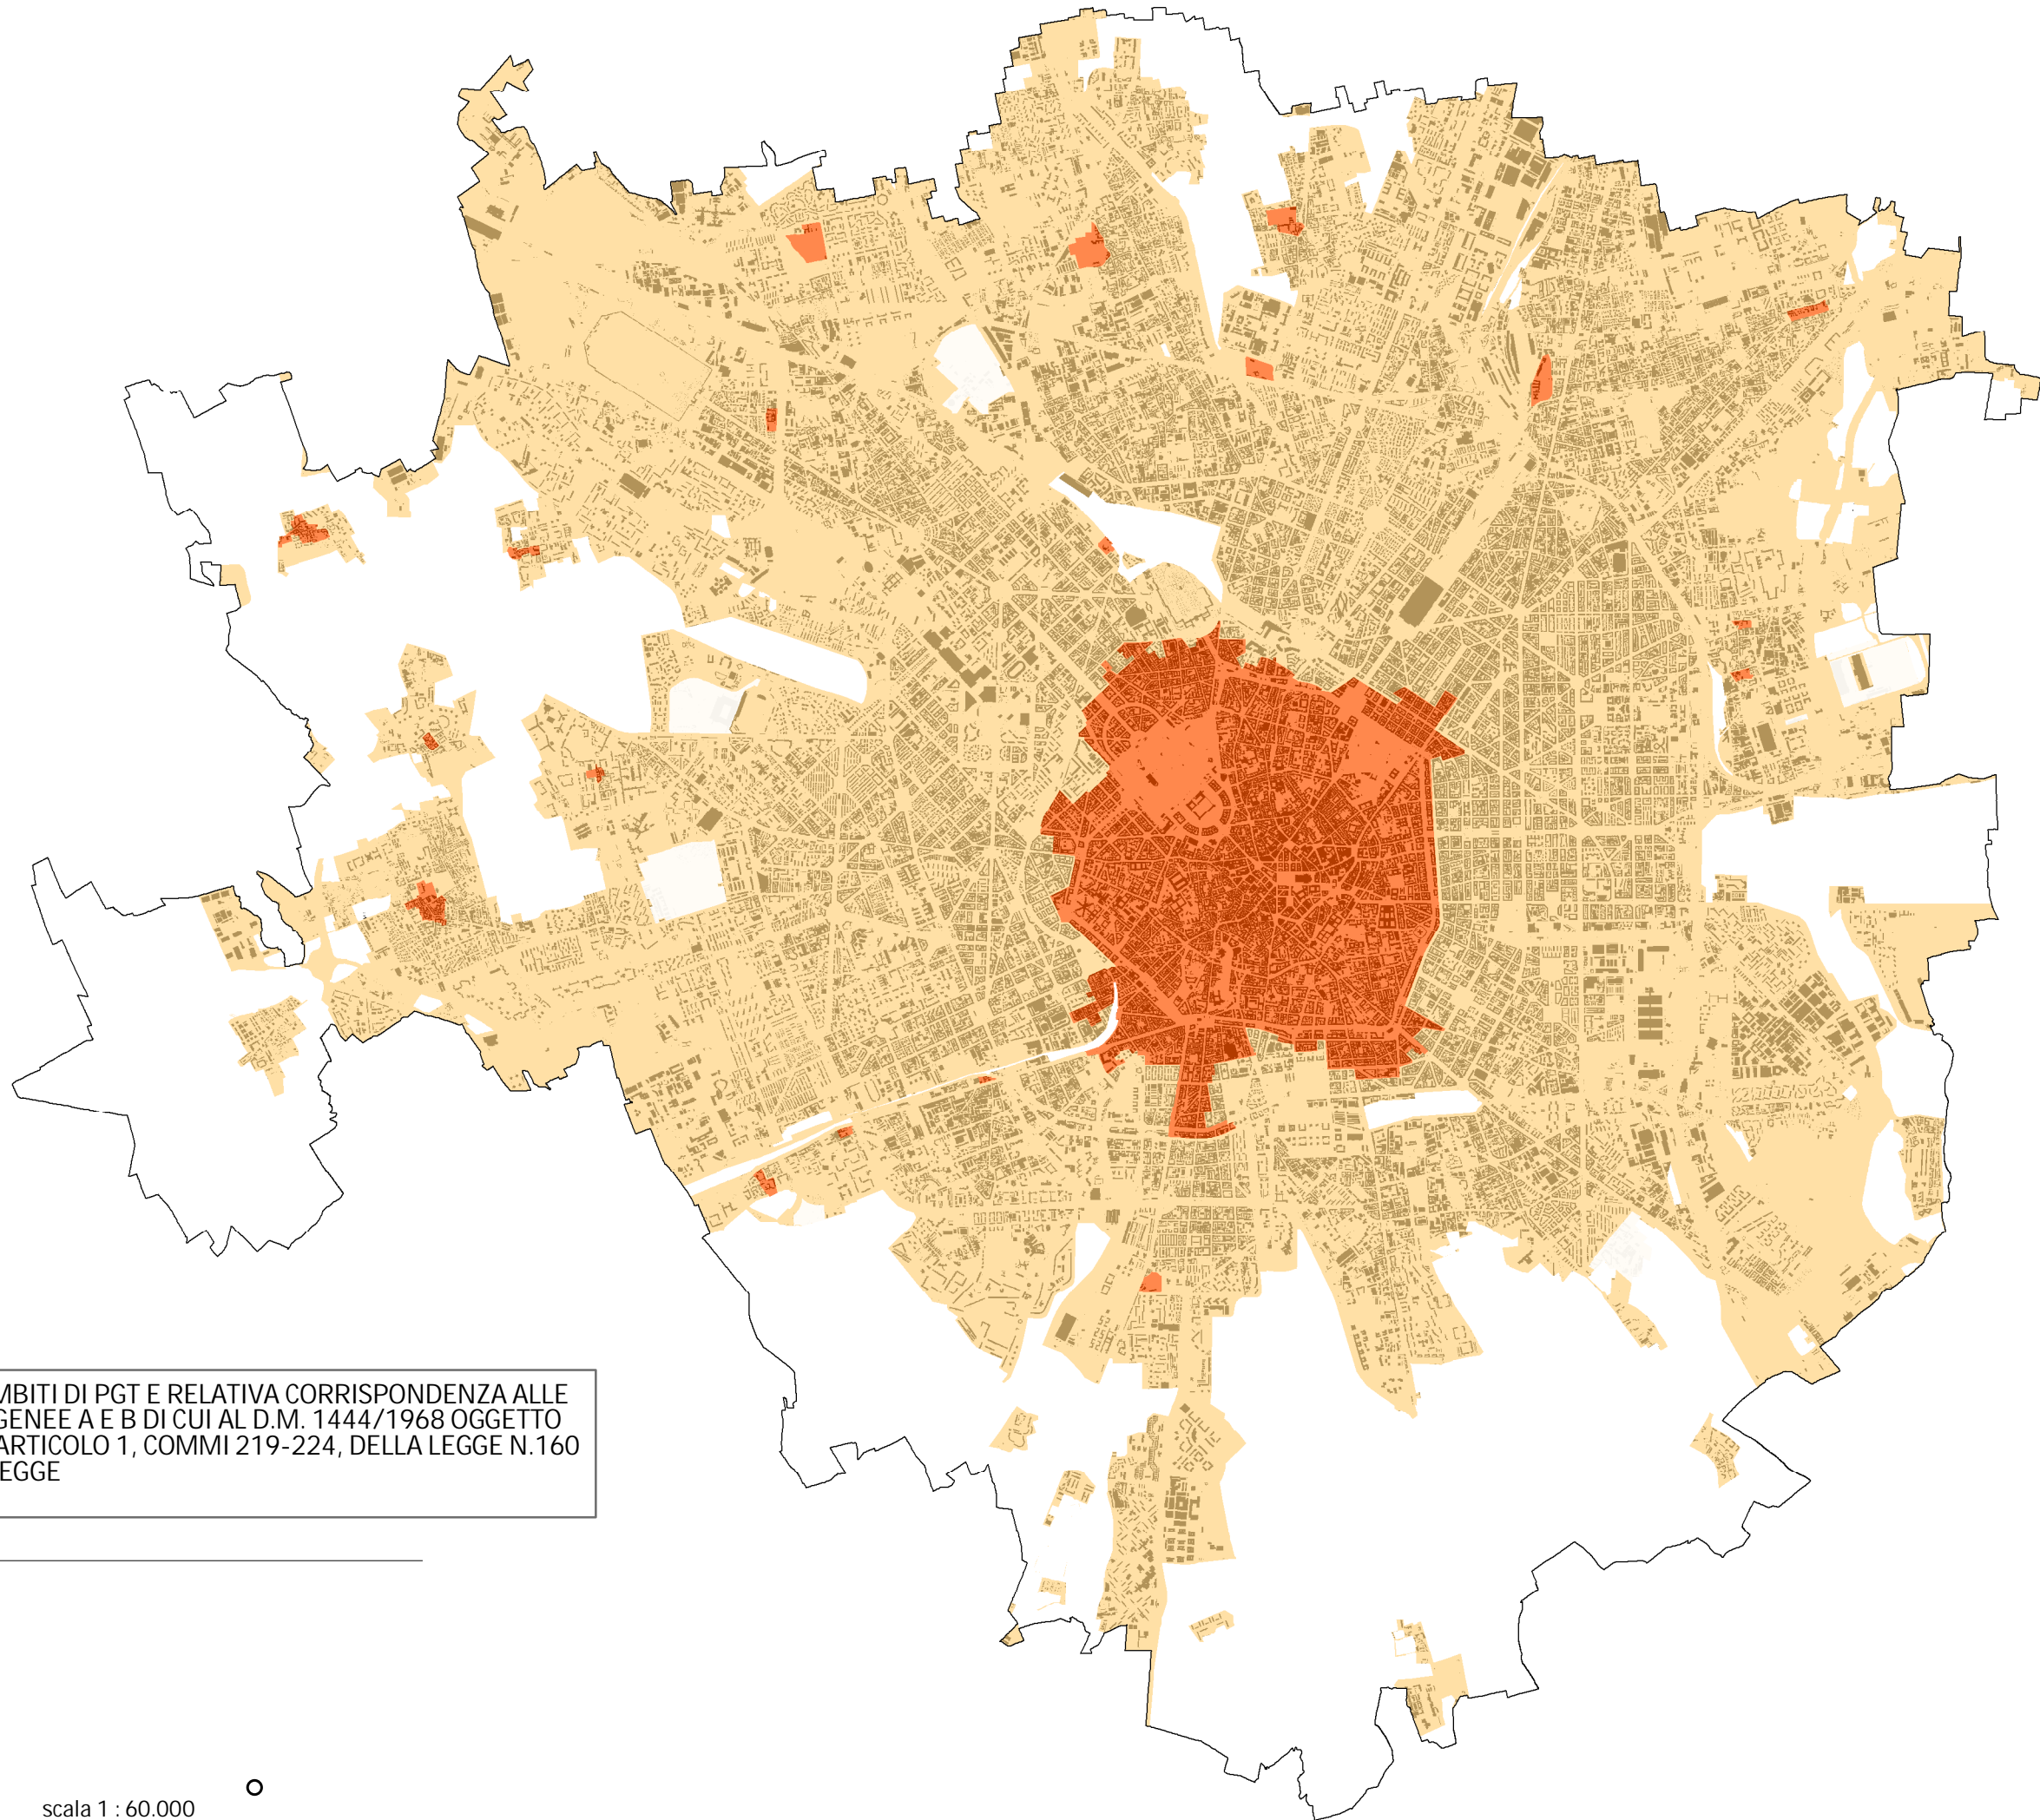 MBITI DI PGT E RELATIVA CORRISPONDENZA ALLE
GENEE A E B DI CUI AL D.M. 1444/1968 OGGETTO
ARTICOLO 1, COMMI 219-224, DELLA LEGGE N.160
EGGE
scala 1 : 60.000